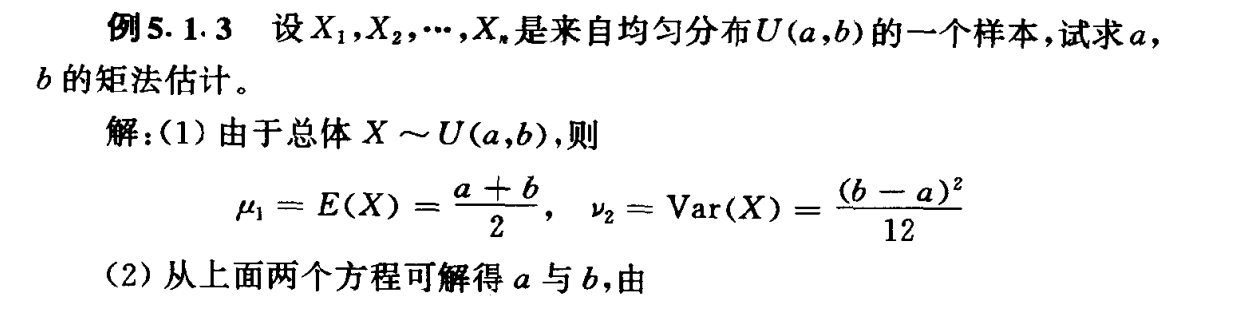 例5.1.3 设X₁,X₂,⋯,Xₙ是来自均匀分布U(a,b)的一个样本,试求a,
b的矩法估计。
解:(1)由于总体 X～U(a,b),则
μ₁ = E(X) = (a + b)/2, ν₂ = Var(X) = (b − a)²/12
(2)从上面两个方程可解得 a 与 b,由